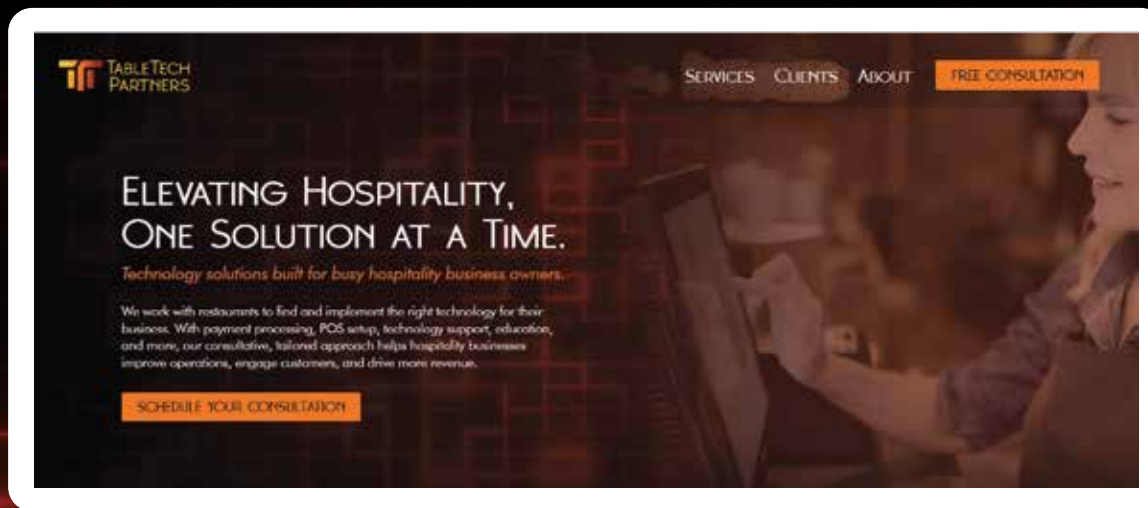 TABLETECH
PARTNERS
SERVICES CLIENTS ABOUT FREE CONSULTATION
ELEVATING HOSPITALITY,
ONE SOLUTION AT A TIME.
Technology solutions built for busy hospitality business owners.
We work with restaurants to find and implement the right technology for their
business. With payment processing, POS setup, technology support, education,
and more, our consultative, tailored approach helps hospitality businesses
improve operations, engage customers, and drive more revenue.
SCHEDULE YOUR CONSULTATION